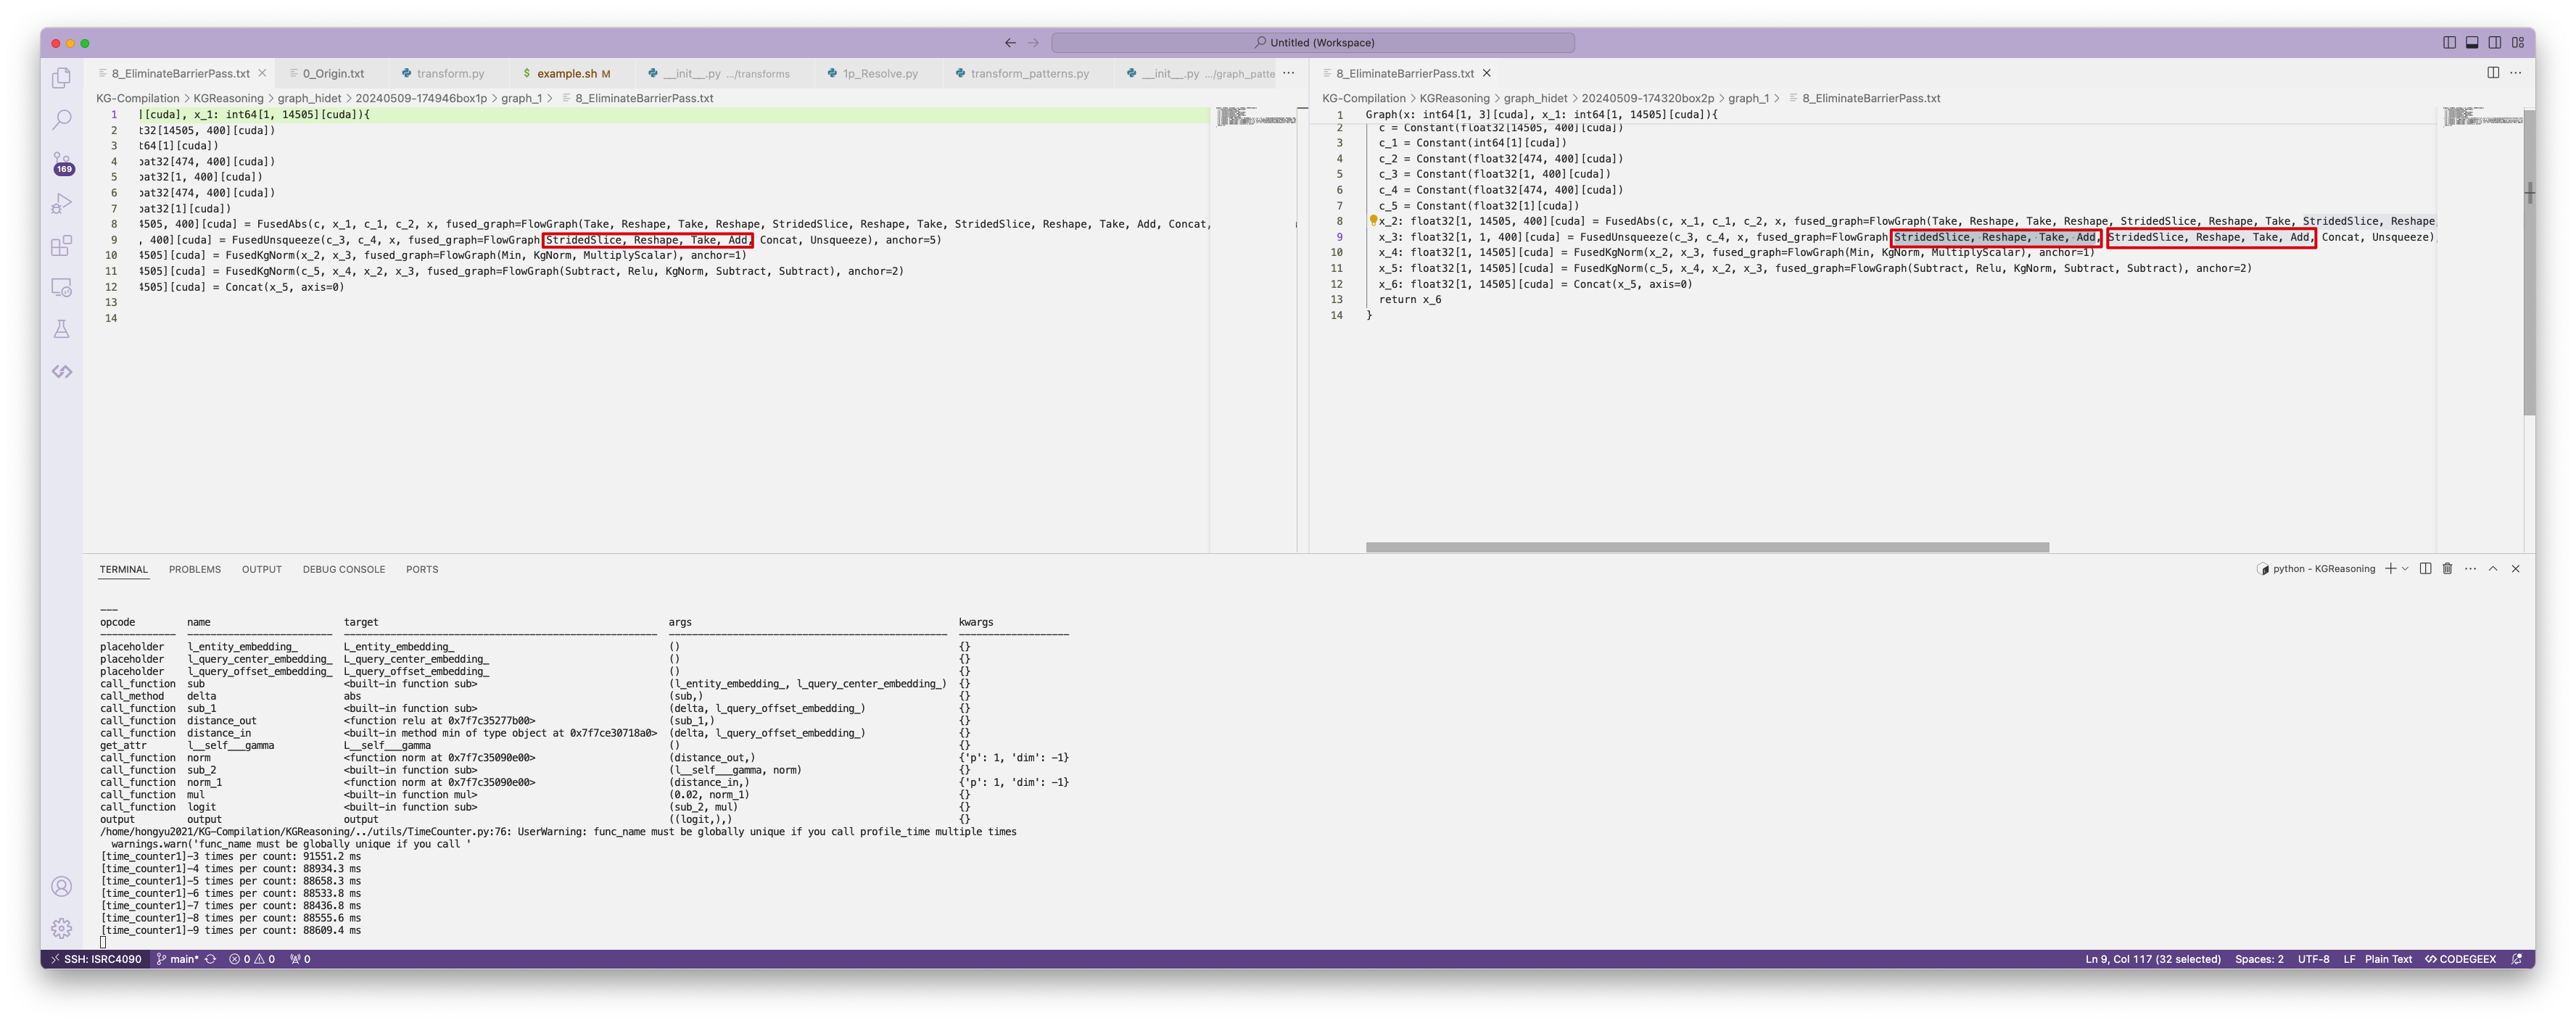 Untitled (Workspace)
8_EliminateBarrierPass.txt
0_Origin.txt
transform.py
$ example.sh M
__init__.py .../transforms
1p_Resolve.py
transform_patterns.py
__init__.py .../graph_patte
8_EliminateBarrierPass.txt
KG-Compilation > KGReasoning > graph_hidet > 20240509-174946box1p > graph_1 > 8_EliminateBarrierPass.txt
1 ][cuda], x_1: int64[1, 14505][cuda]){
2 t32[14505, 400][cuda])
3 t64[1][cuda])
4 oat32[474, 400][cuda])
5 oat32[1, 400][cuda])
6 oat32[474, 400][cuda])
7 oat32[1][cuda])
8 4505, 400][cuda] = FusedAbs(c, x_1, c_1, c_2, x, fused_graph=FlowGraph(Take, Reshape, Take, Reshape, StridedSlice, Reshape, Take, StridedSlice, Reshape, Take, Add, Concat,
9 , 400][cuda] = FusedUnsqueeze(c_3, c_4, x, fused_graph=FlowGraph(StridedSlice, Reshape, Take, Add, Concat, Unsqueeze), anchor=5)
10 4505][cuda] = FusedKgNorm(x_2, x_3, fused_graph=FlowGraph(Min, KgNorm, MultiplyScalar), anchor=1)
11 4505][cuda] = FusedKgNorm(c_5, x_4, x_2, x_3, fused_graph=FlowGraph(Subtract, Relu, KgNorm, Subtract, Subtract), anchor=2)
12 4505][cuda] = Concat(x_5, axis=0)
13
14
KG-Compilation > KGReasoning > graph_hidet > 20240509-174320box2p > graph_1 > 8_EliminateBarrierPass.txt
1 Graph(x: int64[1, 3][cuda], x_1: int64[1, 14505][cuda]){
2 c = Constant(float32[14505, 400][cuda])
3 c_1 = Constant(int64[1][cuda])
4 c_2 = Constant(float32[474, 400][cuda])
5 c_3 = Constant(float32[1, 400][cuda])
6 c_4 = Constant(float32[474, 400][cuda])
7 c_5 = Constant(float32[1][cuda])
8 x_2: float32[1, 14505, 400][cuda] = FusedAbs(c, x_1, c_1, c_2, x, fused_graph=FlowGraph(Take, Reshape, Take, Reshape, StridedSlice, Reshape, Take, StridedSlice, Reshape
9 x_3: float32[1, 1, 400][cuda] = FusedUnsqueeze(c_3, c_4, x, fused_graph=FlowGraph(StridedSlice, Reshape, Take, Add, StridedSlice, Reshape, Take, Add, Concat, Unsqueeze)
10 x_4: float32[1, 14505][cuda] = FusedKgNorm(x_2, x_3, fused_graph=FlowGraph(Min, KgNorm, MultiplyScalar), anchor=1)
11 x_5: float32[1, 14505][cuda] = FusedKgNorm(c_5, x_4, x_2, x_3, fused_graph=FlowGraph(Subtract, Relu, KgNorm, Subtract, Subtract), anchor=2)
12 x_6: float32[1, 14505][cuda] = Concat(x_5, axis=0)
13 return x_6
14 }
169
TERMINAL PROBLEMS OUTPUT DEBUG CONSOLE PORTS
python - KGReasoning
———
opcode name target args kwargs
------------- ----------------------- -------------------------------------------------- -------------------------------------------- ------------------
placeholder l_entity_embedding_ L_entity_embedding_ () {}
placeholder l_query_center_embedding_ L_query_center_embedding_ () {}
placeholder l_query_offset_embedding_ L_query_offset_embedding_ () {}
call_function sub <built-in function sub> (l_entity_embedding_, l_query_center_embedding_) {}
call_method delta abs (sub,) {}
call_function sub_1 <built-in function sub> (delta, l_query_offset_embedding_) {}
call_function distance_out <function relu at 0x7f7c35277b00> (sub_1,) {}
call_function distance_in <built-in method min of type object at 0x7f7ce30718a0> (delta, l_query_offset_embedding_) {}
get_attr l__self___gamma L__self___gamma () {}
call_function norm <function norm at 0x7f7c35090e00> (distance_out,) {'p': 1, 'dim': -1}
call_function sub_2 <built-in function sub> (l__self___gamma, norm) {}
call_function norm_1 <function norm at 0x7f7c35090e00> (distance_in,) {'p': 1, 'dim': -1}
call_function mul <built-in function mul> (0.02, norm_1) {}
call_function logit <built-in function sub> (sub_2, mul) {}
output output output ((logit,),) {}
/home/hongyu2021/KG-Compilation/KGReasoning/../utils/TimeCounter.py:76: UserWarning: func_name must be globally unique if you call profile_time multiple times
warnings.warn('func_name must be globally unique if you call '
[time_counter1]-3 times per count: 91551.2 ms
[time_counter1]-4 times per count: 88934.3 ms
[time_counter1]-5 times per count: 88658.3 ms
[time_counter1]-6 times per count: 88533.8 ms
[time_counter1]-7 times per count: 88436.8 ms
[time_counter1]-8 times per count: 88555.6 ms
[time_counter1]-9 times per count: 88609.4 ms
SSH: ISRC4090 main* 0 0 0 Ln 9, Col 117 (32 selected) Spaces: 2 UTF-8 LF Plain Text CODEGEEX